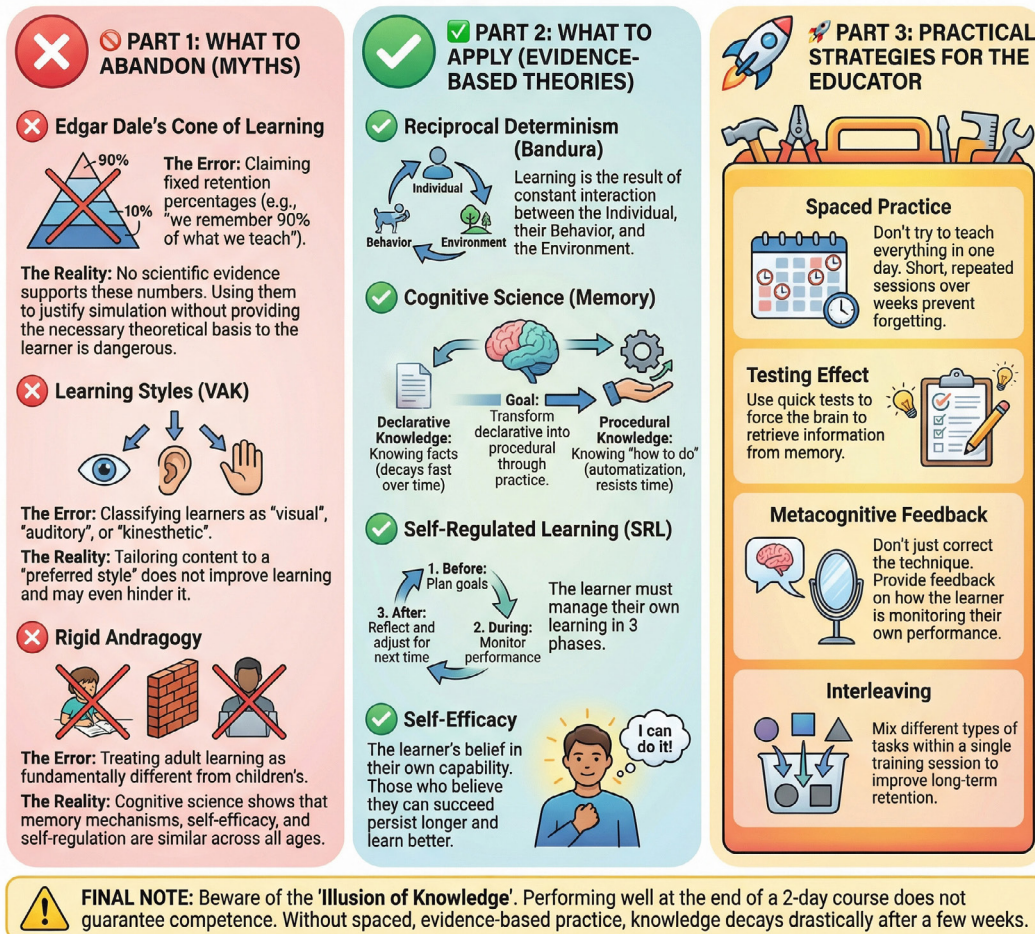 🚫 PART 1: WHAT TO
ABANDON (MYTHS)
Edgar Dale's Cone of Learning
90%
10%
The Error: Claiming
fixed retention
percentages (e.g.,
"we remember 90%
of what we teach").
The Reality: No scientific evidence
supports these numbers. Using them
to justify simulation without providing
the necessary theoretical basis to the
learner is dangerous.
Learning Styles (VAK)
The Error: Classifying learners as "visual",
"auditory", or "kinesthetic".
The Reality: Tailoring content to a
"preferred style" does not improve learning
and may even hinder it.
Rigid Andragogy
The Error: Treating adult learning as
fundamentally different from children's.
The Reality: Cognitive science shows that
memory mechanisms, self-efficacy, and
self-regulation are similar across all ages.
✅ PART 2: WHAT TO
APPLY (EVIDENCE-
BASED THEORIES)
Reciprocal Determinism
(Bandura)
Individual
Behavior
Environment
Learning is the result of
constant interaction
between the Individual,
their Behavior, and
the Environment.
Cognitive Science (Memory)
Declarative
Knowledge:
Knowing facts
(decays fast
over time)
Goal:
Transform
declarative into
procedural
through
practice.
Procedural
Knowledge:
Knowing "how to do"
(automatization,
resists time)
Self-Regulated Learning (SRL)
1. Before:
Plan goals
2. During:
Monitor
performance
3. After:
Reflect and
adjust for
next time
The learner must
manage their own
learning in 3
phases.
Self-Efficacy
The learner's belief in
their own capability.
Those who believe
they can succeed
persist longer and
learn better.
I can
do it!
🚀 PART 3: PRACTICAL
STRATEGIES FOR THE
EDUCATOR
Spaced Practice
Don't try to teach
everything in one
day. Short, repeated
sessions over
weeks prevent
forgetting.
Testing Effect
Use quick tests to
force the brain to
retrieve information
from memory.
Metacognitive Feedback
Don't just correct
the technique.
Provide feedback
on how the learner
is monitoring their
own performance.
Interleaving
Mix different types of
tasks within a single
training session to
improve long-term
retention.
FINAL NOTE: Beware of the 'Illusion of Knowledge'. Performing well at the end of a 2-day course does not
guarantee competence. Without spaced, evidence-based practice, knowledge decays drastically after a few weeks.